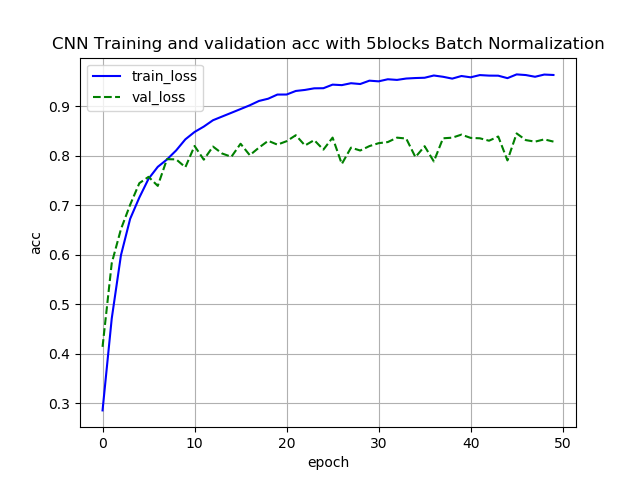 CNN Training and validation acc with 5blocks Batch Normalization
train_loss
val_loss
acc
0.9
0.8
0.7
0.6
0.5
0.4
0.3
0 10 20 30 40 50
epoch